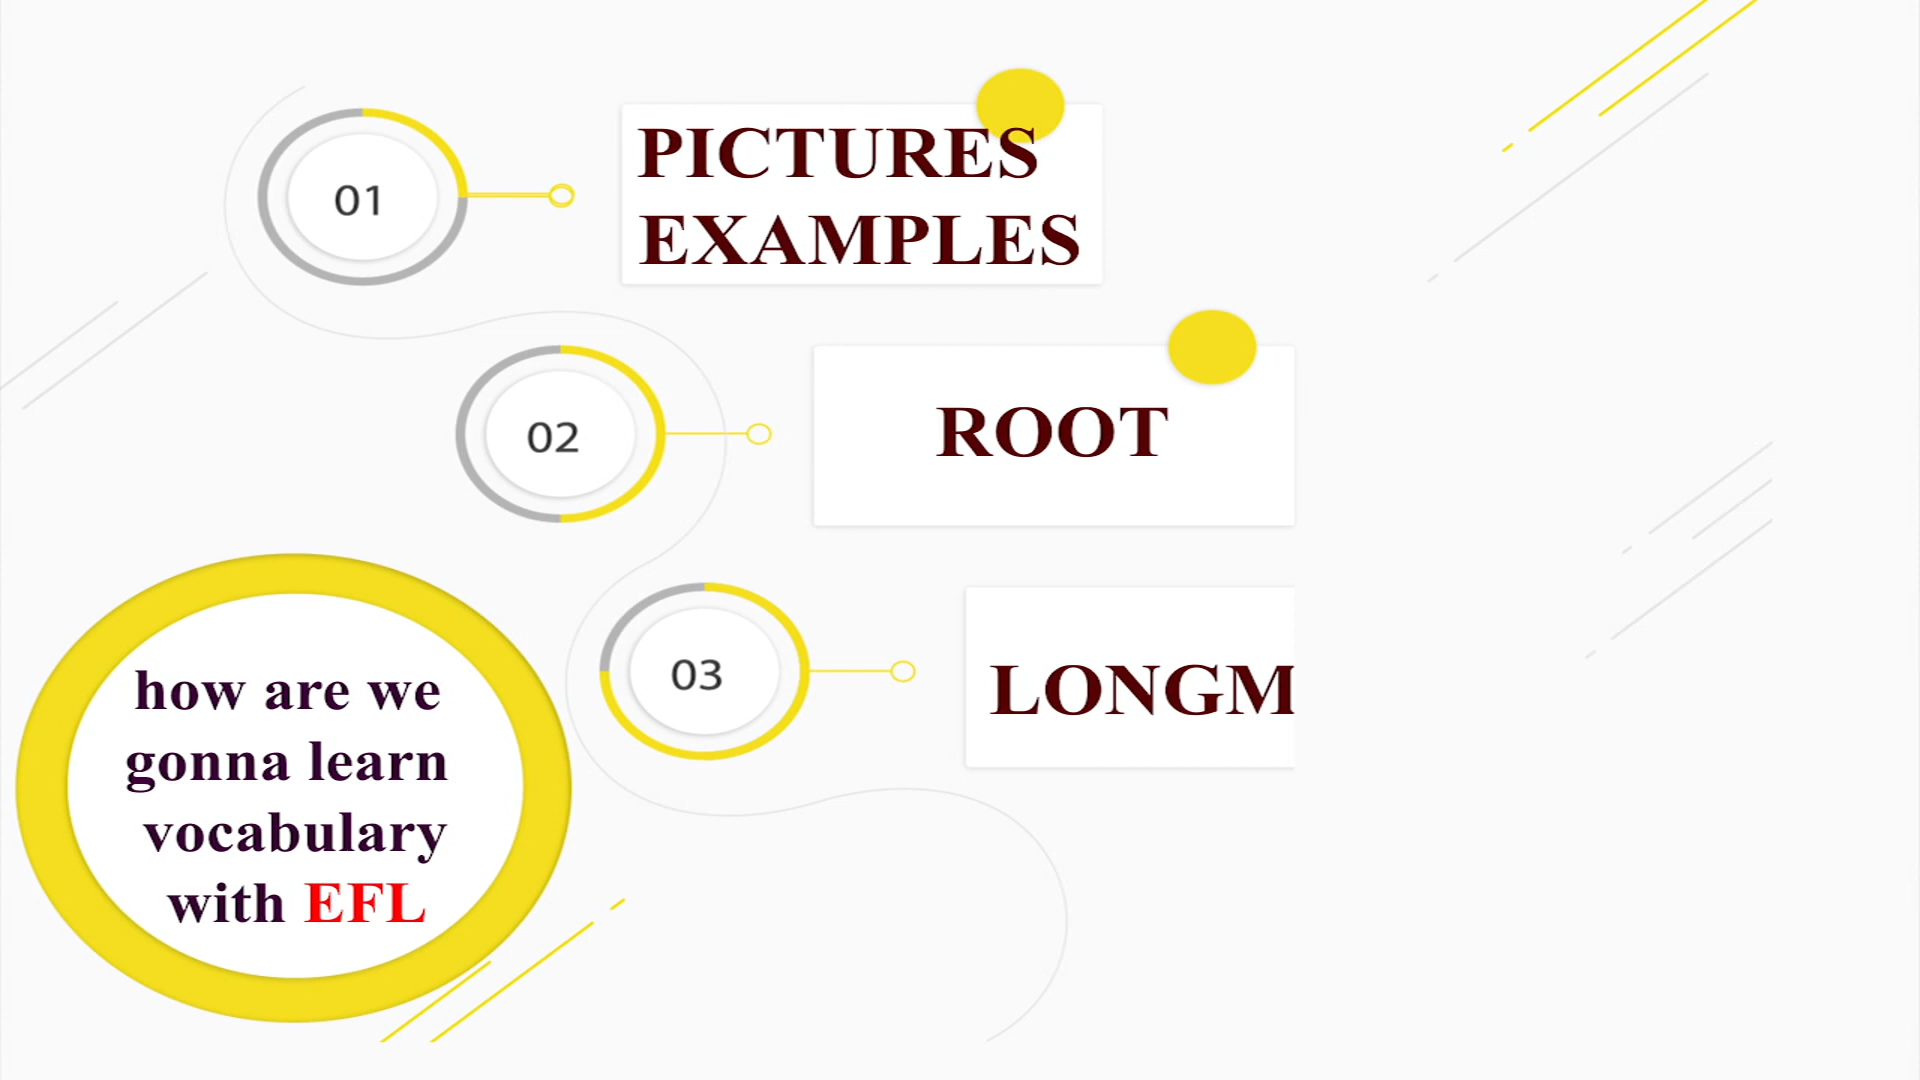 01
PICTURES
EXAMPLES
02
ROOT
03
LONGM
how are we
gonna learn
vocabulary
with EFL